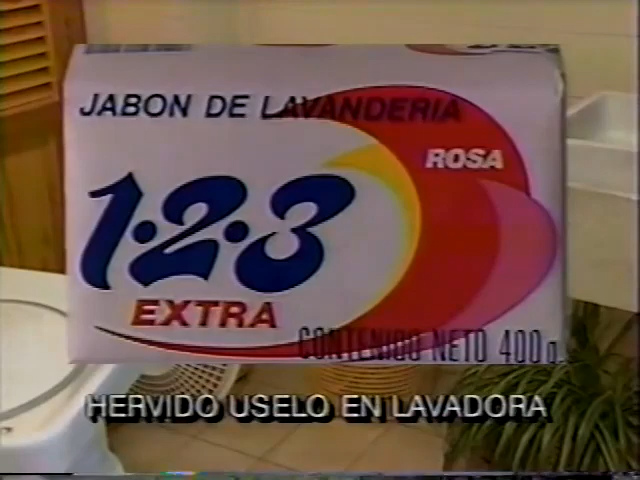 JABON DE LAVANDERIA
ROSA
1·2·3
EXTRA
CONTENIDO NETO 400g.
HERVIDO USELO EN LAVADORA